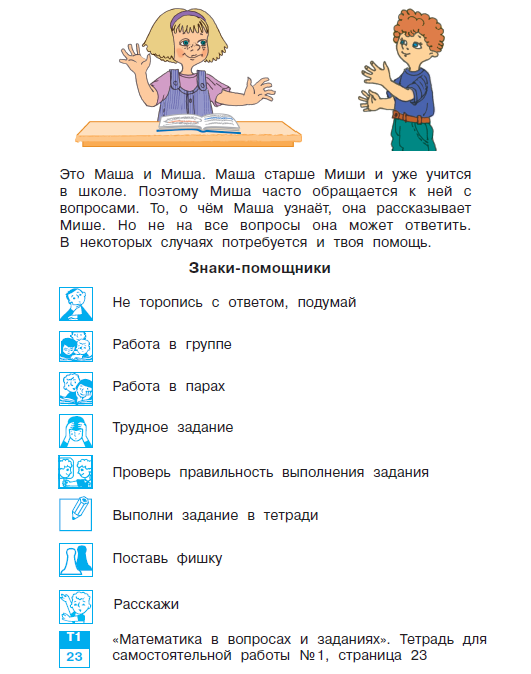 Это Маша и Миша. Маша старше Миши и уже учится
в школе. Поэтому Миша часто обращается к ней с
вопросами. То, о чём Маша узнаёт, она рассказывает
Мише. Но не на все вопросы она может ответить.
В некоторых случаях потребуется и твоя помощь.
Знаки-помощники
Не торопись с ответом, подумай
Работа в группе
Работа в парах
Трудное задание
Проверь правильность выполнения задания
Выполни задание в тетради
Поставь фишку
Расскажи
Т1
23
«Математика в вопросах и заданиях». Тетрадь для
самостоятельной работы №1, страница 23